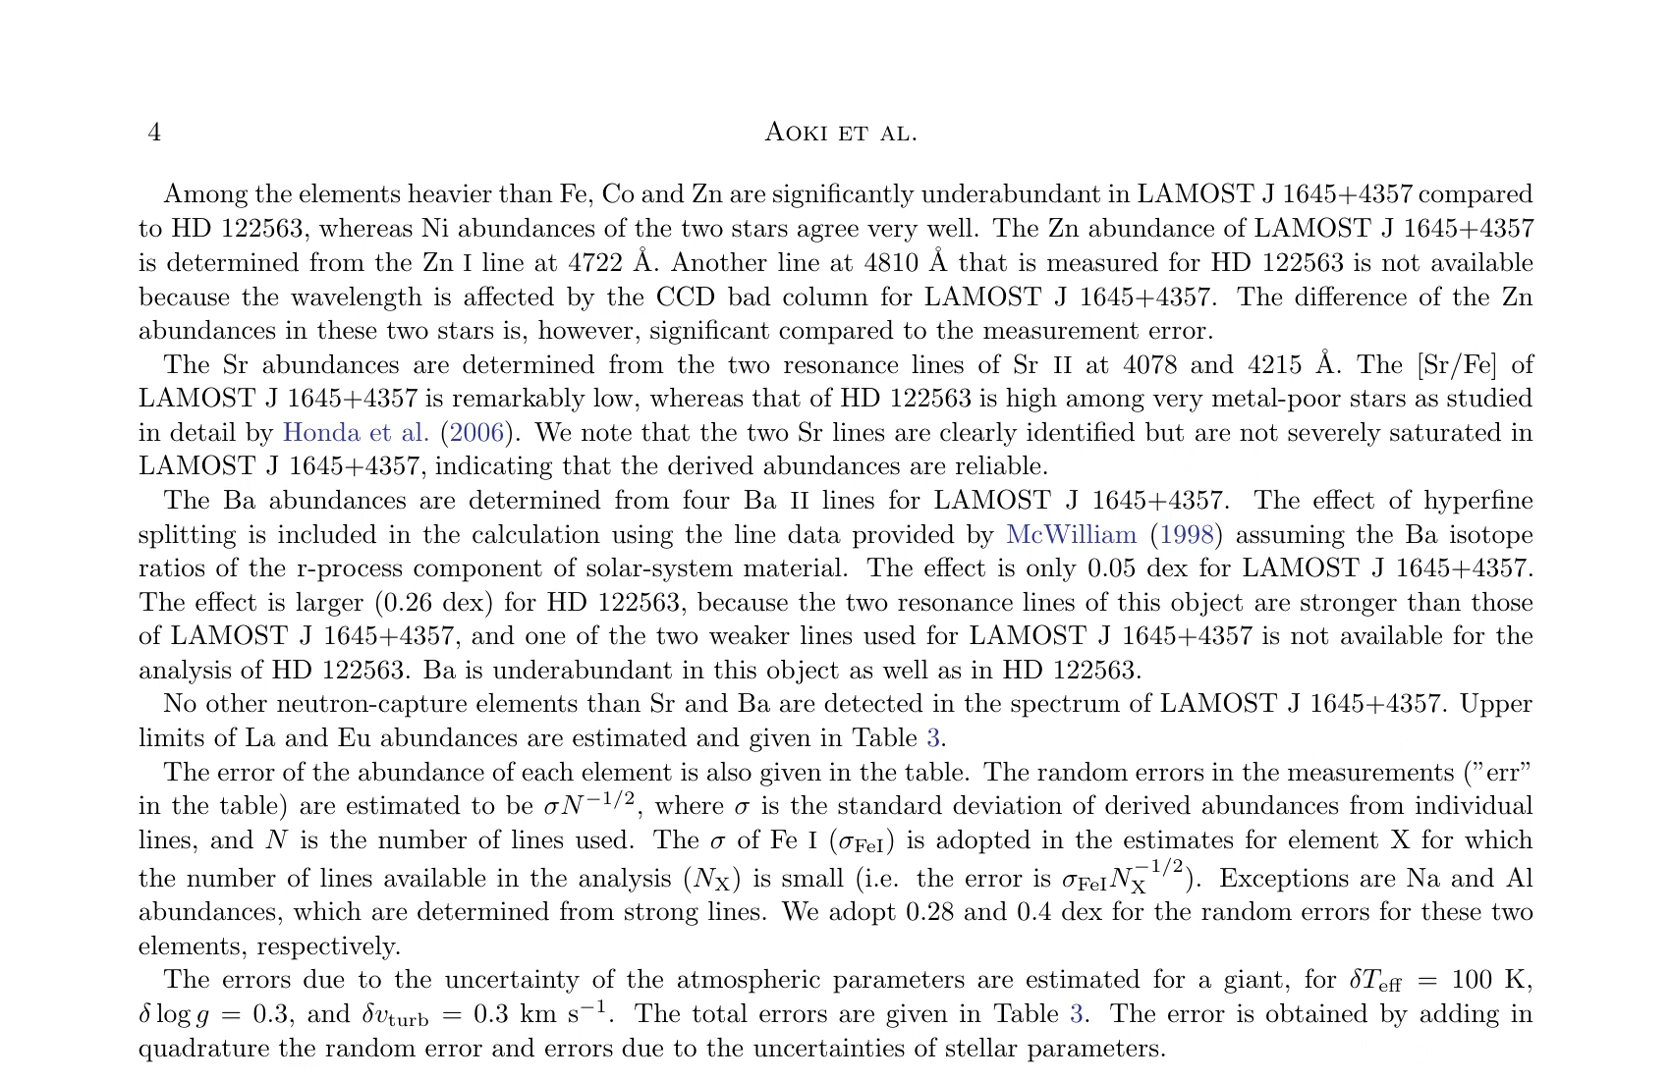 4
AOKI ET AL.
Among the elements heavier than Fe, Co and Zn are significantly underabundant in LAMOST J 1645+4357 compared
to HD 122563, whereas Ni abundances of the two stars agree very well. The Zn abundance of LAMOST J 1645+4357
is determined from the Zn I line at 4722 Å. Another line at 4810 Å that is measured for HD 122563 is not available
because the wavelength is affected by the CCD bad column for LAMOST J 1645+4357. The difference of the Zn
abundances in these two stars is, however, significant compared to the measurement error.
The Sr abundances are determined from the two resonance lines of Sr II at 4078 and 4215 Å. The [Sr/Fe] of
LAMOST J 1645+4357 is remarkably low, whereas that of HD 122563 is high among very metal-poor stars as studied
in detail by Honda et al. (2006). We note that the two Sr lines are clearly identified but are not severely saturated in
LAMOST J 1645+4357, indicating that the derived abundances are reliable.
The Ba abundances are determined from four Ba II lines for LAMOST J 1645+4357. The effect of hyperfine
splitting is included in the calculation using the line data provided by McWilliam (1998) assuming the Ba isotope
ratios of the r-process component of solar-system material. The effect is only 0.05 dex for LAMOST J 1645+4357.
The effect is larger (0.26 dex) for HD 122563, because the two resonance lines of this object are stronger than those
of LAMOST J 1645+4357, and one of the two weaker lines used for LAMOST J 1645+4357 is not available for the
analysis of HD 122563. Ba is underabundant in this object as well as in HD 122563.
No other neutron-capture elements than Sr and Ba are detected in the spectrum of LAMOST J 1645+4357. Upper
limits of La and Eu abundances are estimated and given in Table 3.
The error of the abundance of each element is also given in the table. The random errors in the measurements (”err”
in the table) are estimated to be σN⁻¹/², where σ is the standard deviation of derived abundances from individual
lines, and N is the number of lines used. The σ of Fe I (σ_FeI) is adopted in the estimates for element X for which
the number of lines available in the analysis (N_X) is small (i.e. the error is σ_FeI N_X⁻¹/²). Exceptions are Na and Al
abundances, which are determined from strong lines. We adopt 0.28 and 0.4 dex for the random errors for these two
elements, respectively.
The errors due to the uncertainty of the atmospheric parameters are estimated for a giant, for δT_eff = 100 K,
δ log g = 0.3, and δv_turb = 0.3 km s⁻¹. The total errors are given in Table 3. The error is obtained by adding in
quadrature the random error and errors due to the uncertainties of stellar parameters.